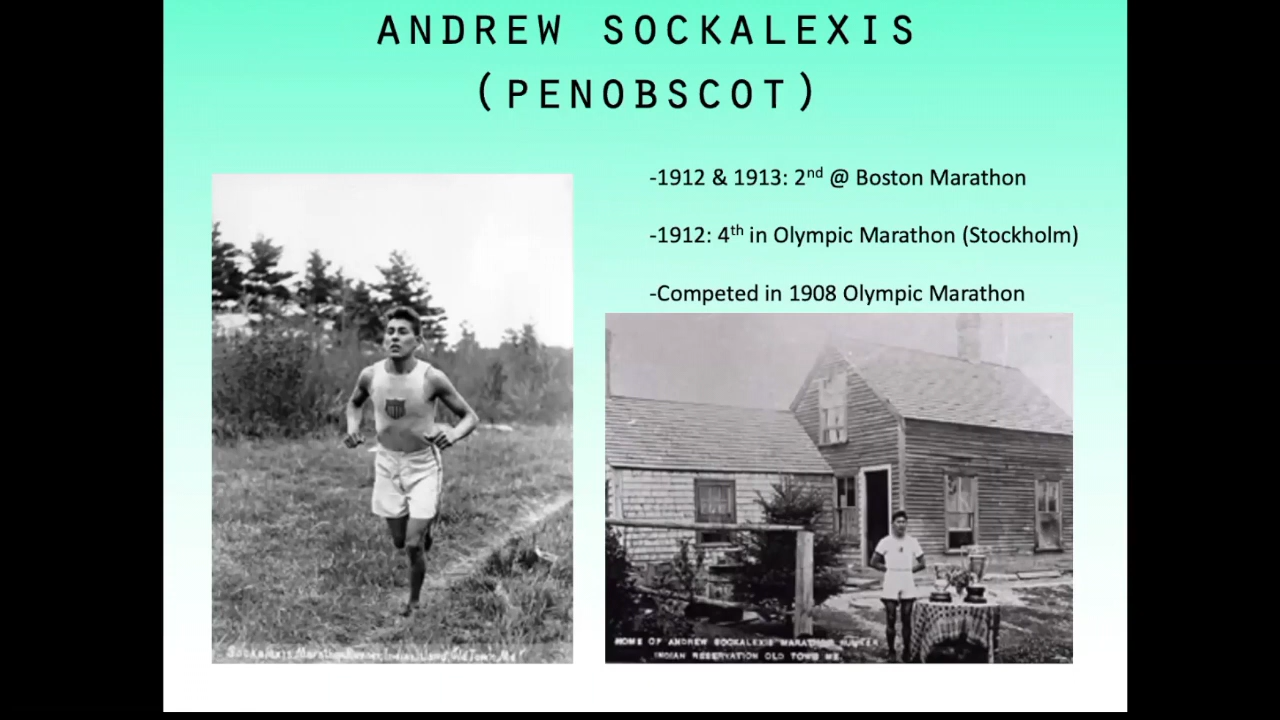 ANDREW SOCKALEXIS
(PENOBSCOT)
-1912 & 1913: 2nd @ Boston Marathon
-1912: 4th in Olympic Marathon (Stockholm)
-Competed in 1908 Olympic Marathon
Sockalexis Marathon Runner, Indian Island, Old Town, Me
HOME OF ANDREW SOCKALEXIS MARATHON RUNNER
INDIAN RESERVATION OLD TOWN ME.